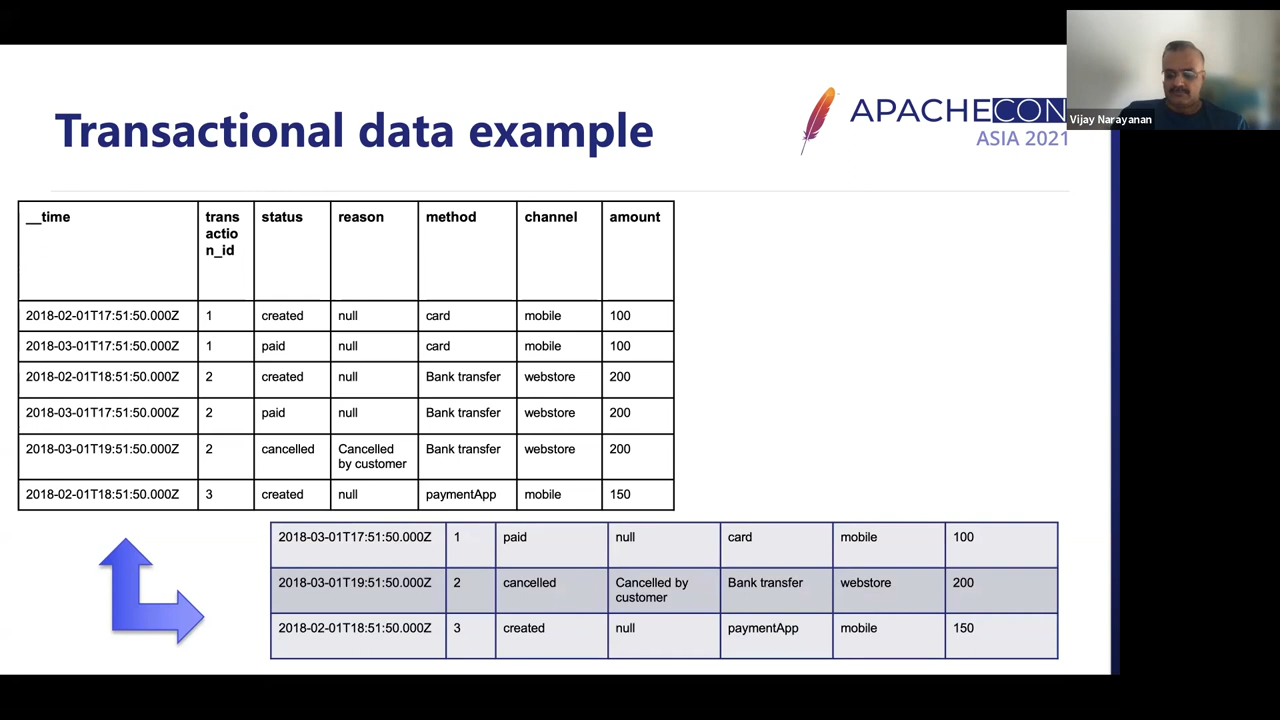 Transactional data example
APACHECON
ASIA 2021
Vijay Narayanan
__time transactio n_id status reason method channel amount
2018-02-01T17:51:50.000Z 1 created null card mobile 100
2018-03-01T17:51:50.000Z 1 paid null card mobile 100
2018-02-01T18:51:50.000Z 2 created null Bank transfer webstore 200
2018-03-01T17:51:50.000Z 2 paid null Bank transfer webstore 200
2018-03-01T19:51:50.000Z 2 cancelled Cancelled by customer Bank transfer webstore 200
2018-02-01T18:51:50.000Z 3 created null paymentApp mobile 150
2018-03-01T17:51:50.000Z 1 paid null card mobile 100
2018-03-01T19:51:50.000Z 2 cancelled Cancelled by customer Bank transfer webstore 200
2018-02-01T18:51:50.000Z 3 created null paymentApp mobile 150